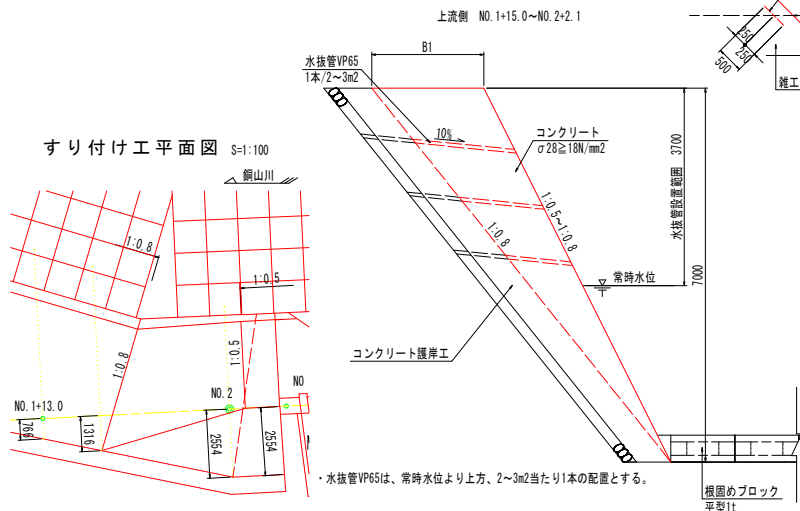 上流側 NO.1+15.0~NO.2+2.1
B1
水抜管VP65
1本/2~3m2
10%
コンクリート
σ28≧18N/mm2
1:0.5~1:0.8
1:0.8
水抜管設置範囲 3700
7000
常時水位
コンクリート護岸工
・水抜管VP65は、常時水位より上方、2~3m2当たり1本の配置とする。
根固めブロック
平型1t
250
250
500
雑工
すり付け工平面図 S=1:100
銅山川
1:0.8
1:0.5
1:0.8
1:0.5
NO.1+13.0
NO.2
NO
766
1316
2554
2554